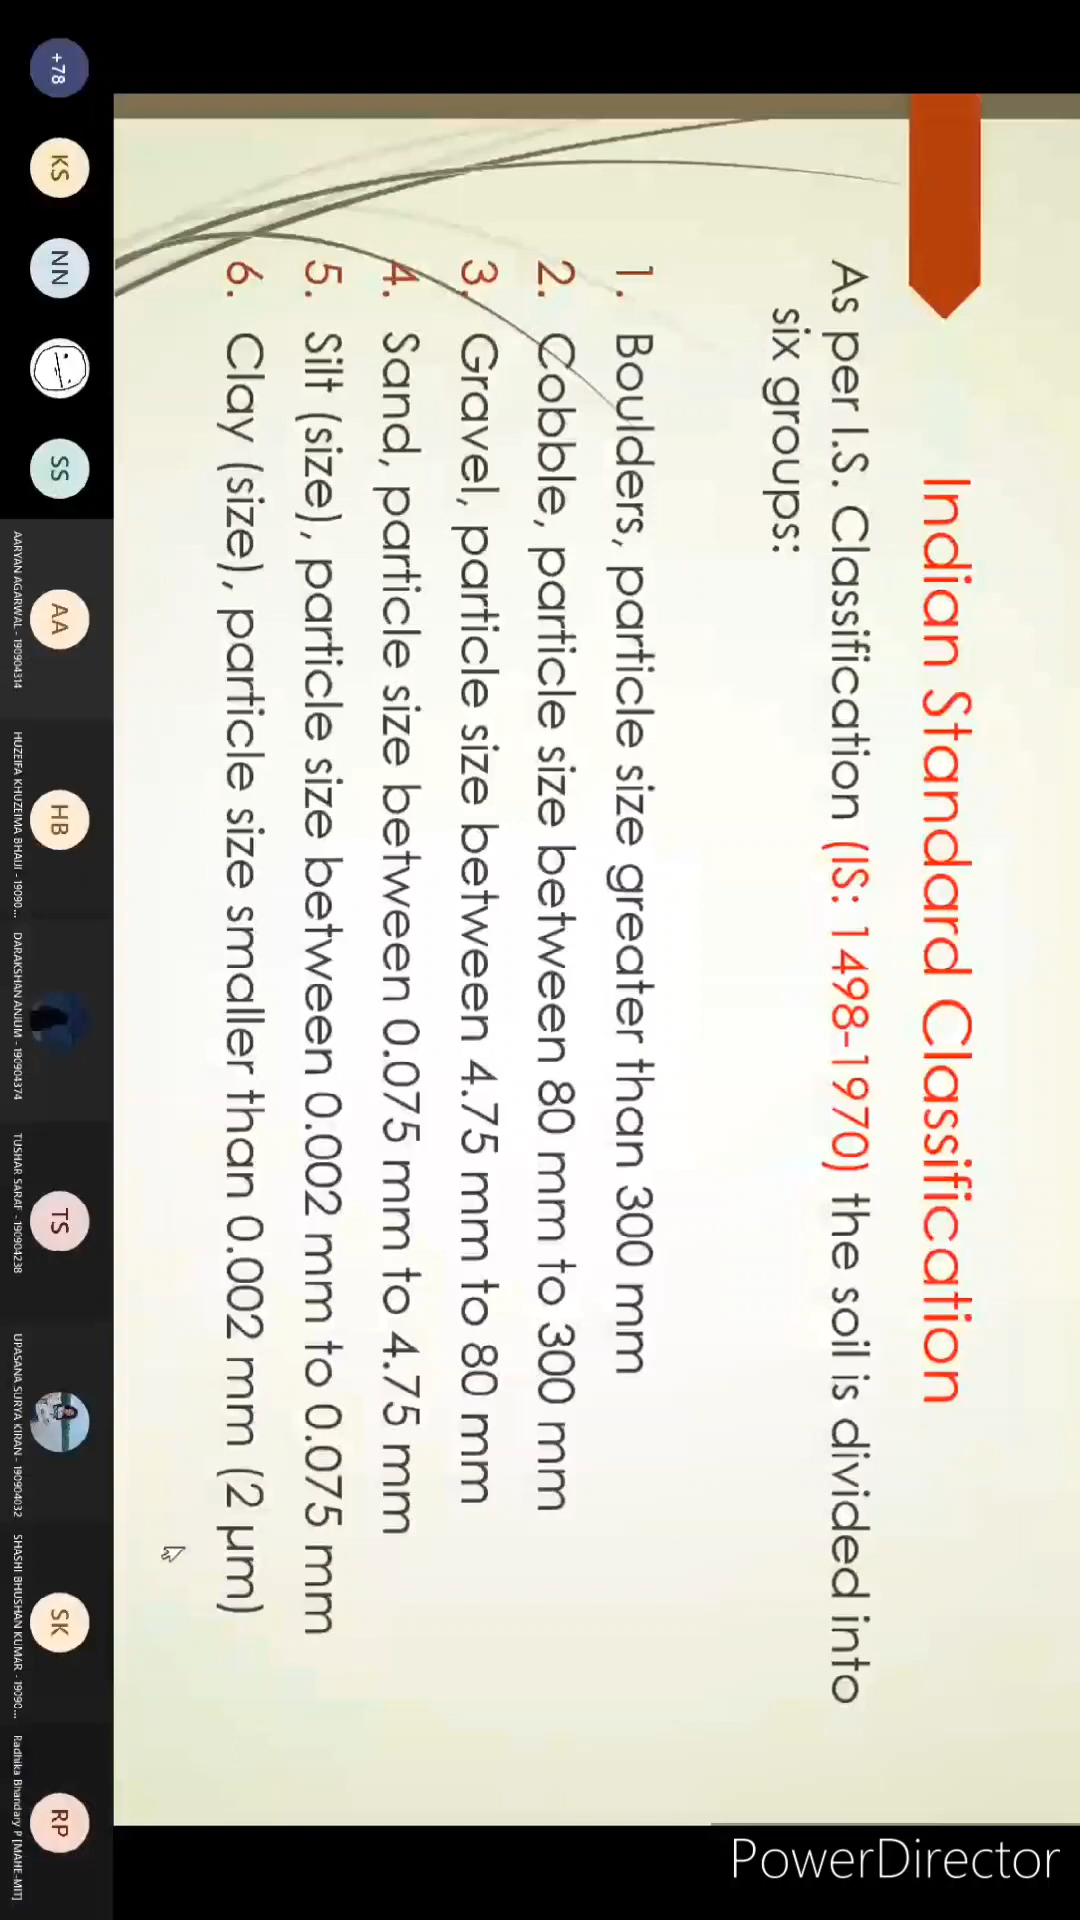 Indian Standard Classification
As per I.S. Classification (IS: 1498-1970) the soil is divided into
six groups:
1. Boulders, particle size greater than 300 mm
2. Cobble, particle size between 80 mm to 300 mm
3. Gravel, particle size between 4.75 mm to 80 mm
4. Sand, particle size between 0.075 mm to 4.75 mm
5. Silt (size), particle size between 0.002 mm to 0.075 mm
6. Clay (size), particle size smaller than 0.002 mm (2 µm)
+78
KS
NN
SS
AA
HB
TS
SK
RP
AARYAN AGARWAL - 190904314
HUZEIFA KHUZEIMA BHAIJI - 19090...
DARAKSHAN ANJUM - 190904374
TUSHAR SARAF - 190904238
UPASANA SURYA KIRAN - 190904032
SHASHI BHUSHAN KUMAR - 19090...
Radhika Bhandary P [MAHE-MIT]
PowerDirector